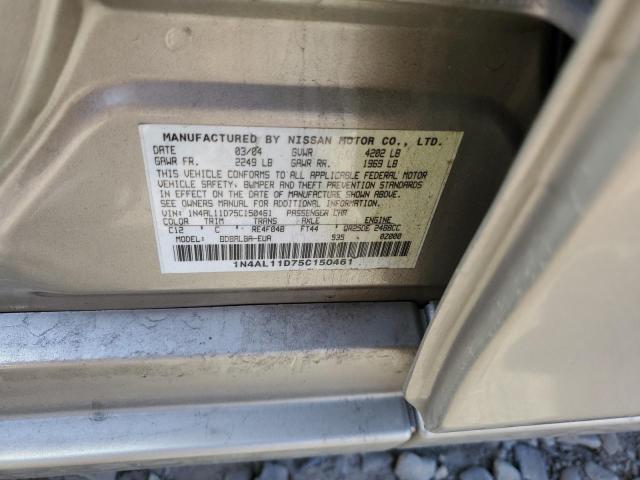 MANUFACTURED BY NISSAN MOTOR CO., LTD.
DATE 03/04 GVWR 4202 LB
GAWR FR. 2249 LB GAWR RR. 1969 LB
THIS VEHICLE CONFORMS TO ALL APPLICABLE FEDERAL MOTOR
VEHICLE SAFETY, BUMPER AND THEFT PREVENTION STANDARDS
IN EFFECT ON THE DATE OF MANUFACTURE SHOWN ABOVE.
SEE OWNERS MANUAL FOR ADDITIONAL INFORMATION
VIN:1N4AL11D75C150461 PASSENGER CAR
COLOR TRIM TRANS AXLE ENGINE
C12 C RE4F04B FT44 QR25DE 2488CC
MODEL: BDBALBA-EUA 535 02000
1N4AL11D75C150461